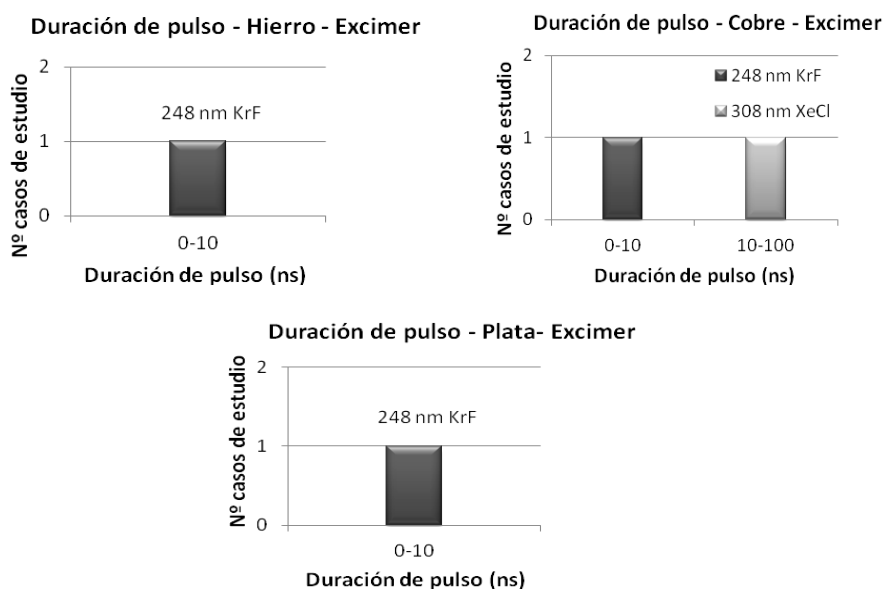 Duración de pulso - Hierro - Excimer
Nº casos de estudio
2
248 nm KrF
1
0
0-10
Duración de pulso (ns)
Duración de pulso - Cobre - Excimer
Nº casos de estudio
2
248 nm KrF
308 nm XeCl
1
0
0-10
10-100
Duración de pulso (ns)
Duración de pulso - Plata- Excimer
Nº casos de estudio
2
248 nm KrF
1
0
0-10
Duración de pulso (ns)